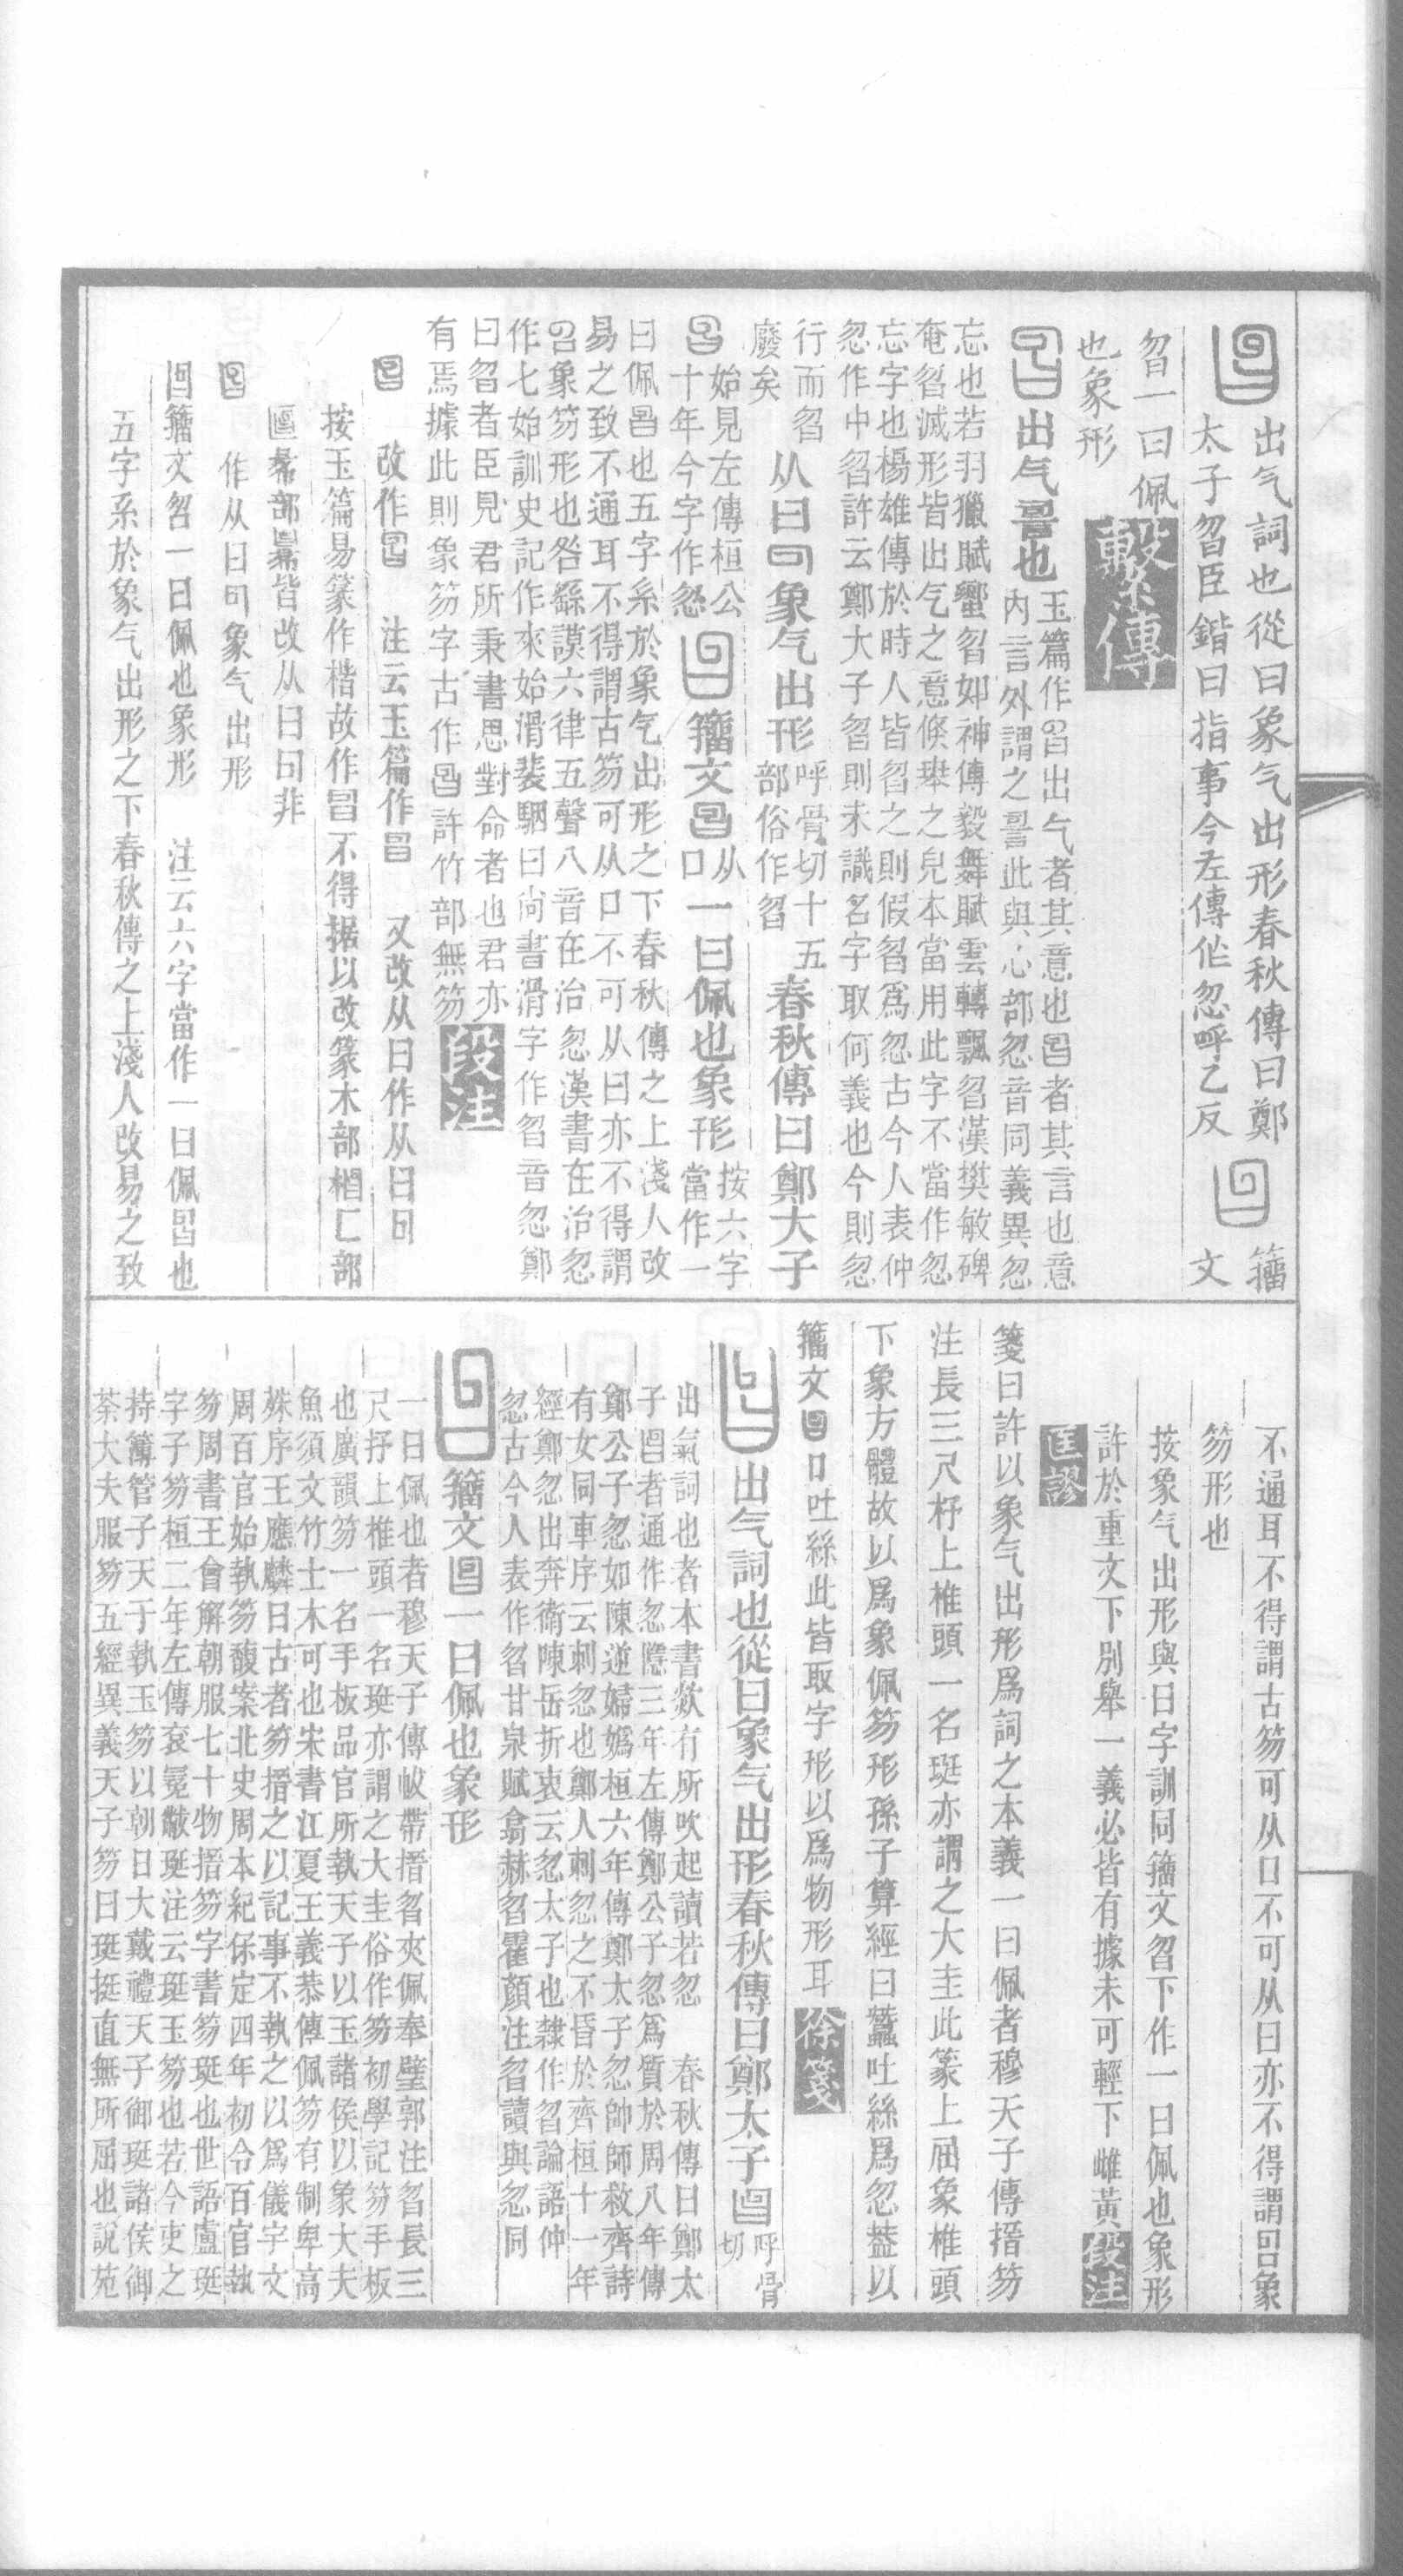 出气詞也從曰象气出形春秋傳曰鄭
太子曶臣鍇曰指事今左傳作忽呼乙反
籀
文
曶一曰佩
也象形
繫傳
出气䛐也
玉篇作曶出气者其意也曶者其言也意
内言外謂之䛐此與心部忽音同義異忽
忘也若羽獵賦蠁曶如神傳毅舞賦雲轉飄曶漢樊敏碑
奄曶滅形皆出气之意倐𦾔之皃本當用此字不當作忽
忘字也楊雄傳於時人皆曶之則假曶爲忽古今人表仲
忽作中曶許云鄭大子曶則未識名字取何義也今則忽
行而曶
廢矣
从曰𠙵象气出形
呼骨切十五
部俗作曶
春秋傳曰鄭大子
曶
始見左傳桓公
十年今字作忽
籀文曶
从
口
一曰佩也象形
按六字
當作一
曰佩曶也五字系於象气出形之下春秋傳之上淺人改
易之致不通耳不得謂古笏可从口不可从曰亦不得謂
曶象笏形也咎繇謨六律五聲八音在治忽漢書在治忽
作七始訓史記作來始滑裴駰曰尚書滑字作曶音忽鄭
曰曶者臣見君所秉書思對命者也君亦
有焉據此則象笏字古作曶許竹部無笏
段注
曶 改作曶 注云玉篇作曶 又改从曰作从曰𠙵
按玉篇易篆作楷故作曶不得据以改篆木部榋匚部
匫皆改从曰𠙵非
曶 作从曰𠙵象气出形
曶籀文曶一曰佩也象形 注云六字當作一曰佩曶也
五字系於象气出形之下春秋傳之上淺人改易之致
不通耳不得謂古笏可从口不可从曰亦不得謂曶象
笏形也
按象气出形與曰字訓同籀文曶下作一曰佩也象形
許於重文下別舉一義必皆有據未可輕下雌黃
段注
匡謬
箋曰許以象气出形爲詞之本義一曰佩者穆天子傳搢笏
注長三尺杼上椎頭一名珽亦謂之大圭此篆上屈象椎頭
下象方體故以爲象佩笏形孫子算經曰蠶吐絲爲忽葢以
籀文曶口吐絲此皆取字形以爲物形耳
徐箋
出气詞也從曰象气出形春秋傳曰鄭太子曶
呼骨
切
出氣詞也者本書欻有所吹起讀若忽 春秋傳曰鄭太
子曶者通作忽隱三年左傳鄭公子忽爲質於周八年傳
鄭公子忽如陳逆婦嬀桓六年傳鄭太子忽帥師救齊詩
有女同車序云刺忽也鄭人刺忽之不昏於齊桓十一年
經鄭忽出奔衛陳岳折衷云忽太子也隸作曶論語仲
忽古今人表作曶甘泉賦翕赫曶霍顏注曶讀與忽同
籀文曶一曰佩也象形
一曰佩也者穆天子傳帗帶搢曶夾佩奉璧郭注曶長三
尺抒上椎頭一名珽亦謂之大圭俗作笏初學記笏手板
也廣韻笏一名手板品官所執天子以玉諸侯以象大夫
魚須文竹士木可也宋書江夏王義恭傳佩笏有制卑高
殊序王應麟曰古者笏搢之以記事不執之以爲儀宇文
周百官始執笏馥案北史周本紀保定四年初令百官執
笏周書王會解朝服七十物搢笏字書笏珽也世語盧珽
字子笏桓二年左傳袞冕黻珽注云珽玉笏也若今吏之
持簿管子天子執玉笏以朝日大戴禮天子御珽諸侯御
荼大夫服笏五經異義天子笏曰珽挺直無所屈也說苑